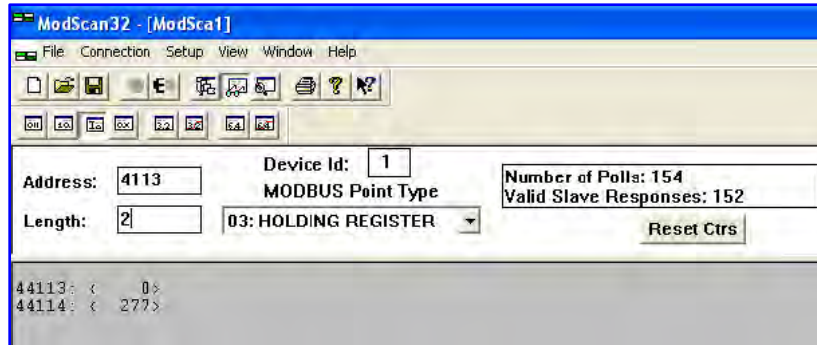 ModScan32 - [ModSca1]
File Connection Setup View Window Help
Address: 4113
Device Id: 1
MODBUS Point Type
Length: 2
03: HOLDING REGISTER
Number of Polls: 154
Valid Slave Responses: 152
Reset Ctrs
44113: < 0>
44114: < 277>